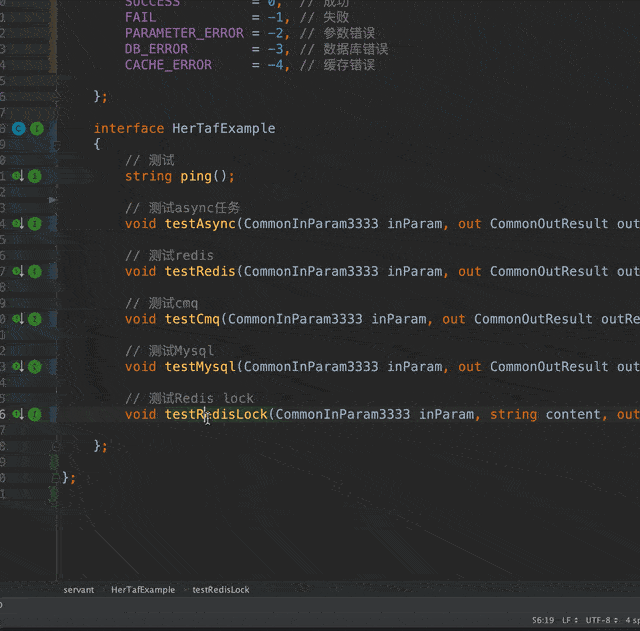 SUCCESS = 0, // 成功
FAIL = -1, // 失败
PARAMETER_ERROR = -2, // 参数错误
DB_ERROR = -3, // 数据库错误
CACHE_ERROR = -4, // 缓存错误
};
interface HerTafExample
{
// 测试
string ping();
// 测试async任务
void testAsync(CommonInParam3333 inParam, out CommonOutResult out
// 测试redis
void testRedis(CommonInParam3333 inParam, out CommonOutResult out
// 测试cmq
void testCmq(CommonInParam3333 inParam, out CommonOutResult outRe
// 测试Mysql
void testMysql(CommonInParam3333 inParam, out CommonOutResult out
// 测试Redis lock
void testRedisLock(CommonInParam3333 inParam, string content, out
};
};
servant HerTafExample testRedisLock
56:19 LF UTF-8 4 sp